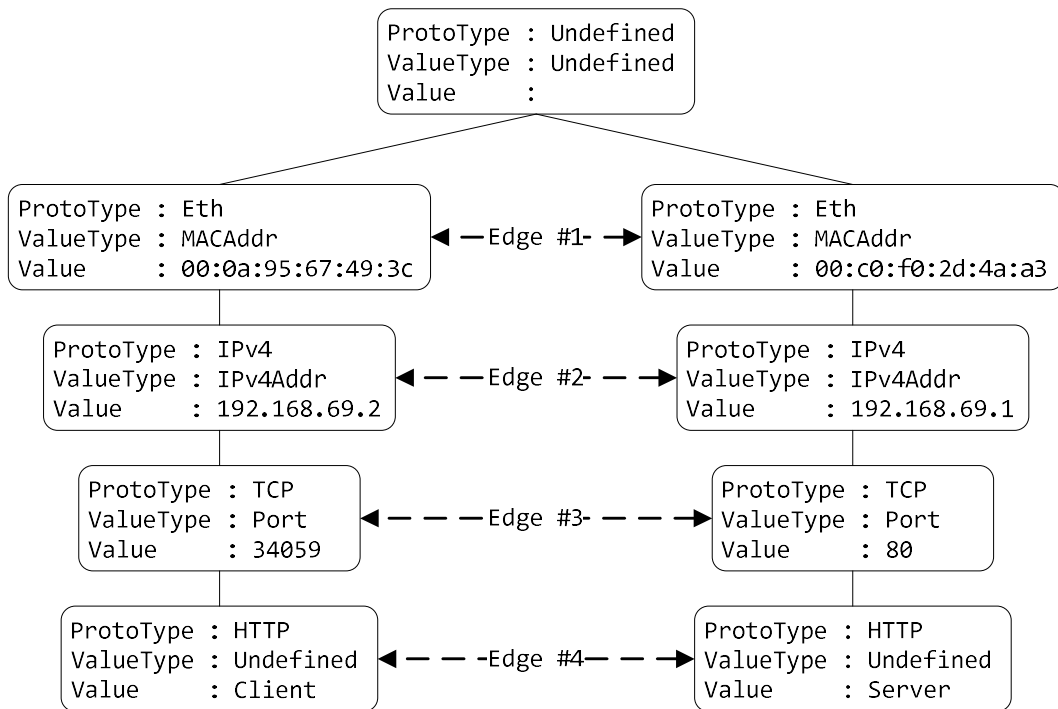 ProtoType : Undefined
ValueType : Undefined
Value     :
ProtoType : Eth
ValueType : MACAddr
Value     : 00:0a:95:67:49:3c
Edge #1
ProtoType : Eth
ValueType : MACAddr
Value     : 00:c0:f0:2d:4a:a3
ProtoType : IPv4
ValueType : IPv4Addr
Value     : 192.168.69.2
Edge #2
ProtoType : IPv4
ValueType : IPv4Addr
Value     : 192.168.69.1
ProtoType : TCP
ValueType : Port
Value     : 34059
Edge #3
ProtoType : TCP
ValueType : Port
Value     : 80
ProtoType : HTTP
ValueType : Undefined
Value     : Client
Edge #4
ProtoType : HTTP
ValueType : Undefined
Value     : Server